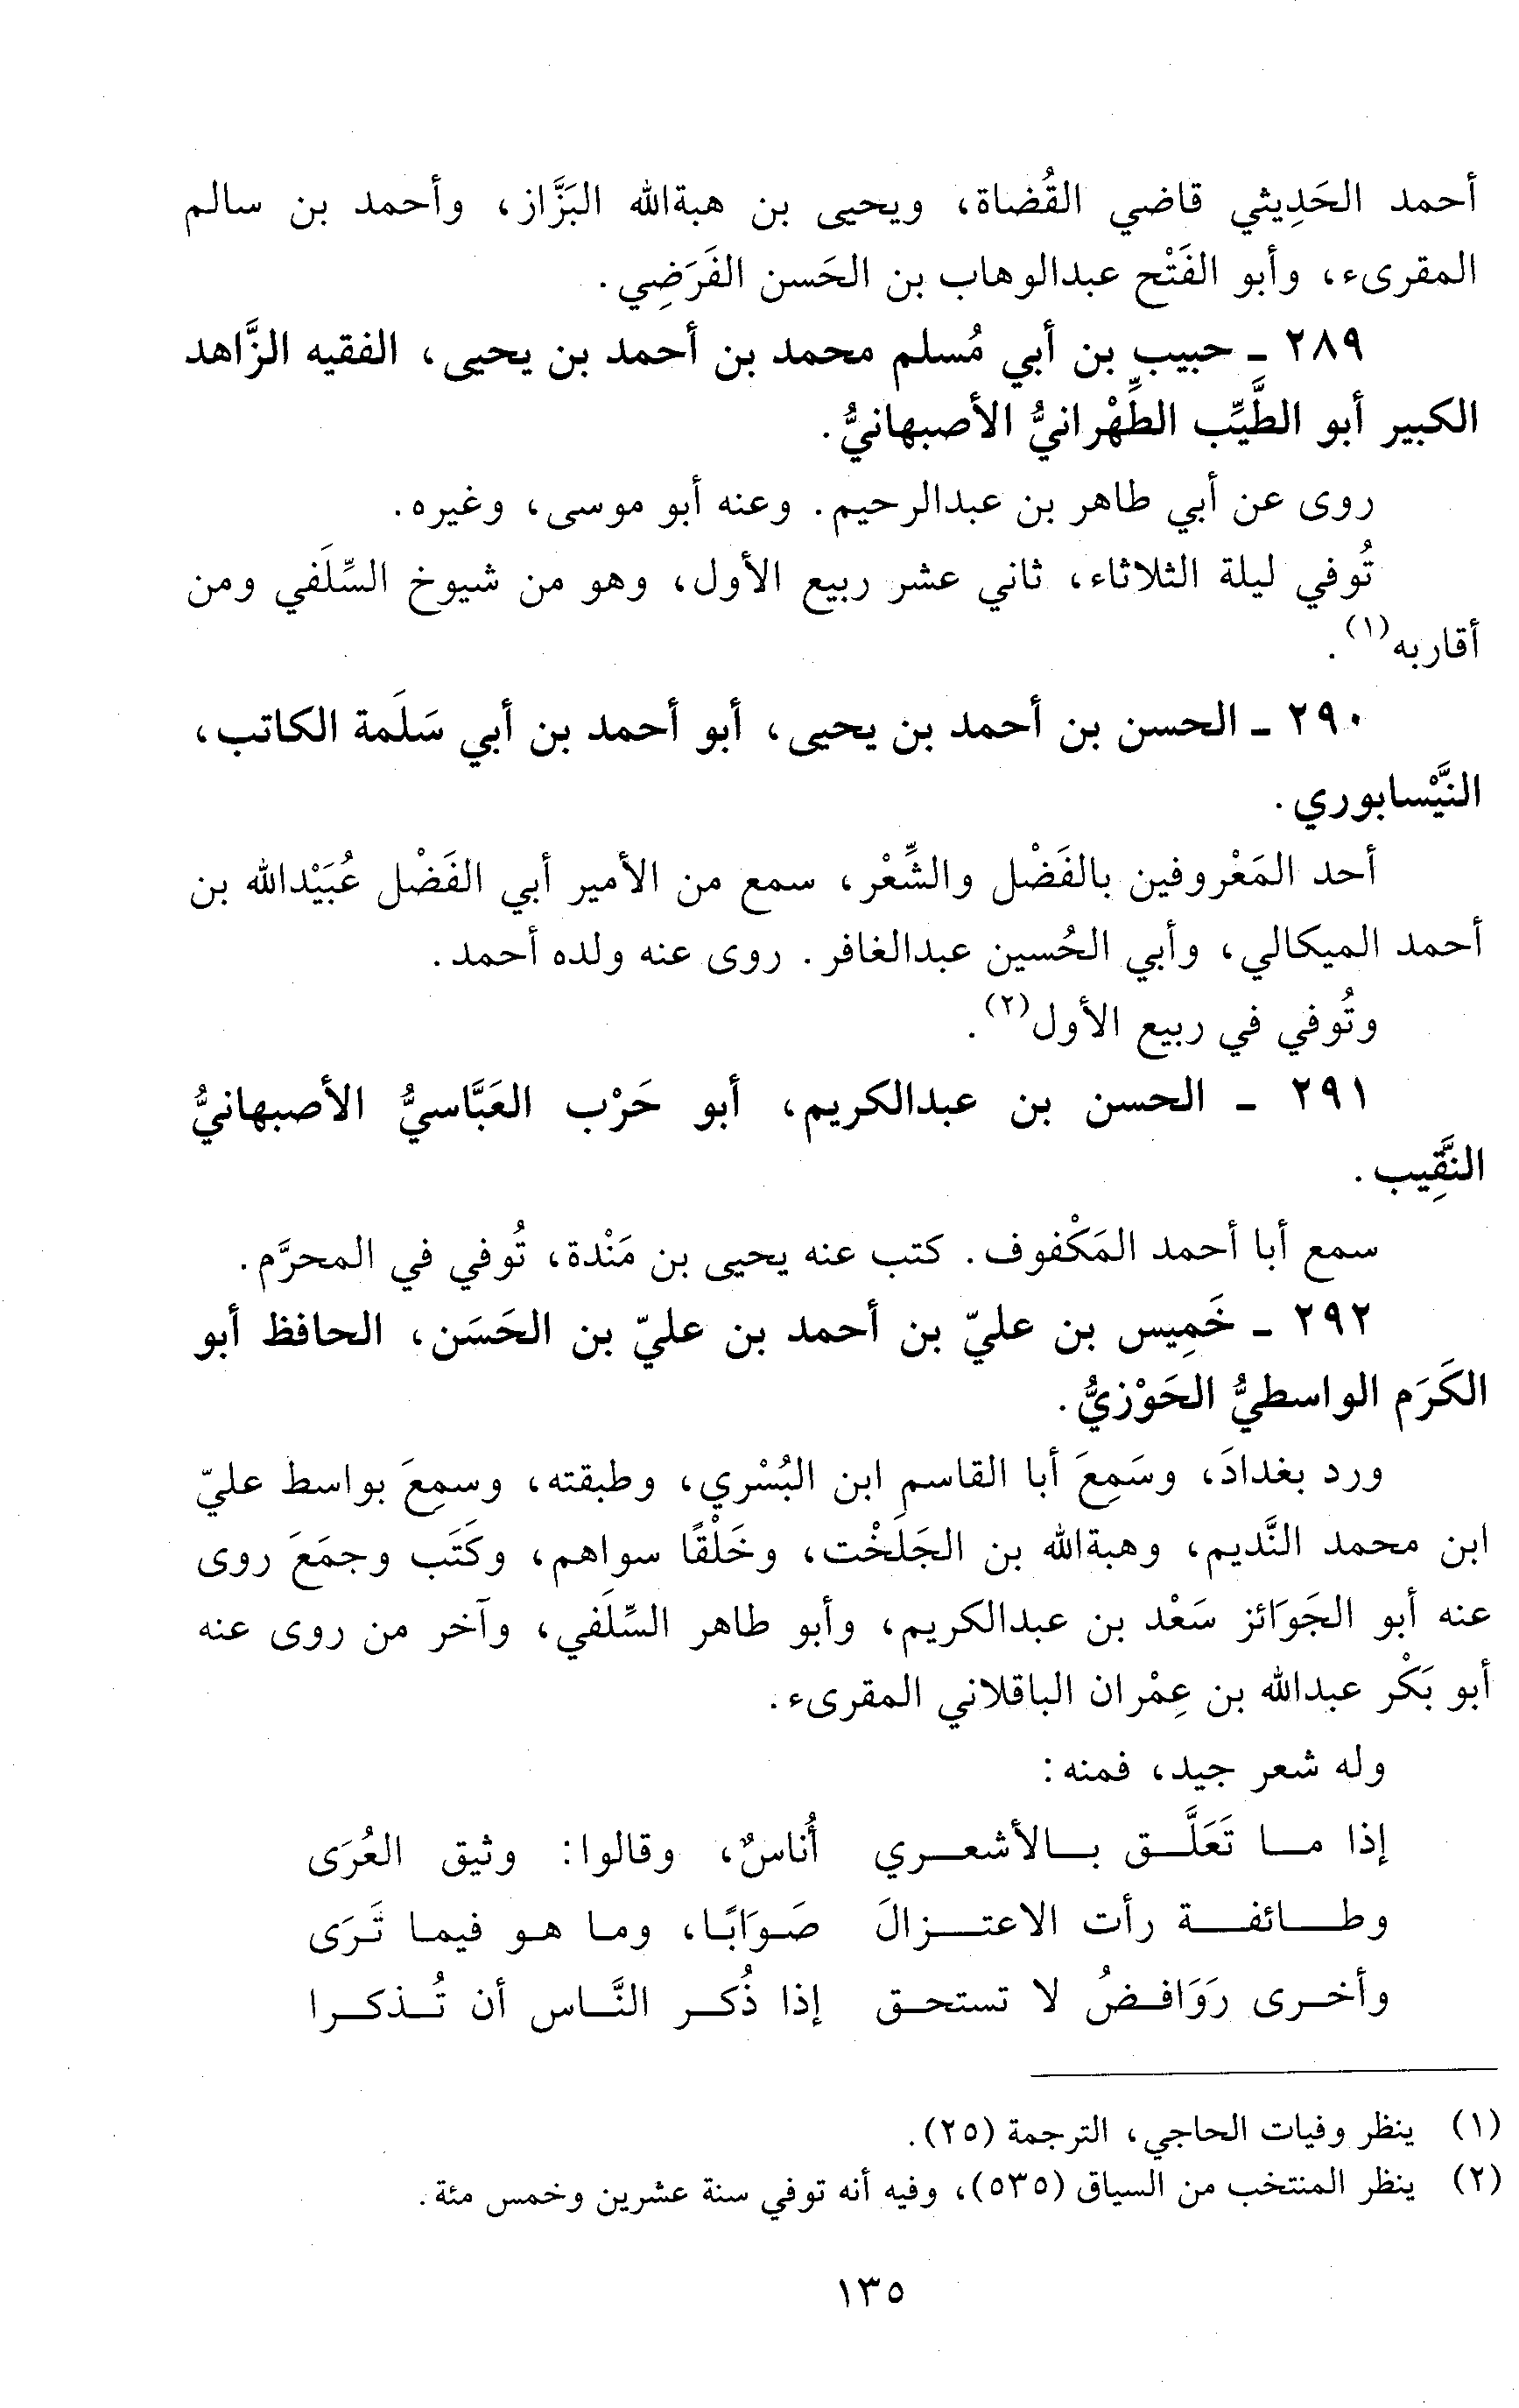 أحمد الحَدِيثي قاضي القُضاة، ويحيى بن هبةالله البَزَّاز، وأحمد بن سالم
المقرىء، وأبو الفَتْح عبدالوهاب بن الحَسن الفَرَضِي.
٢٨٩ ـ حبيب بن أبي مُسلم محمد بن أحمد بن يحيى، الفقيه الزَّاهد
الكبير أبو الطَّيِّب الطِّهْرانيُّ الأصبهانيُّ.
روى عن أبي طاهر بن عبدالرحيم. وعنه أبو موسى، وغيره.
تُوفي ليلة الثلاثاء، ثاني عشر ربيع الأول، وهو من شيوخ السِّلَفي ومن
أقاربه(١).
٢٩٠ ـ الحسن بن أحمد بن يحيى، أبو أحمد بن أبي سَلَمة الكاتب،
النَّيْسابوري.
أحد المَعْروفين بالفَضْل والشِّعْر، سمع من الأمير أبي الفَضْل عُبَيْدالله بن
أحمد الميكالي، وأبي الحُسين عبدالغافر. روى عنه ولده أحمد.
وتُوفي في ربيع الأول(٢).
٢٩١ ـ الحسن بن عبدالكريم، أبو حَرْب العَبَّاسيُّ الأصبهانيُّ
النَّقِيب.
سمع أبا أحمد المَكْفوف. كتب عنه يحيى بن مَنْدة، تُوفي في المحرَّم.
٢٩٢ ـ خَمِيس بن عليّ بن أحمد بن عليّ بن الحَسَن، الحافظ أبو
الكَرَم الواسطيُّ الحَوْزيُّ.
ورد بغدادَ، وسَمِعَ أبا القاسمِ ابن البُسْري، وطبقته، وسمِعَ بواسط عليّ
ابن محمد النَّديم، وهبةالله بن الجَلَخْت، وخَلْقًا سواهم، وكَتَب وجمَعَ روى
عنه أبو الجَوَائز سَعْد بن عبدالكريم، وأبو طاهر السِّلَفي، وآخر من روى عنه
أبو بَكْر عبدالله بن عِمْران الباقلاني المقرىء.
وله شعر جيد، فمنه:
إذا مـا تَعَلَّـق بـالأشعـري أُناسٌ، وقالوا: وثيق العُرَى
وطـائفـة رأت الاعتـزالَ صَوَابًا، وما هو فيما تَرَى
وأخـرى رَوَافـضُ لا تستحـق إذا ذُكـر النَّـاس أن تُـذكـرا
(١) ينظر وفيات الحاجي، الترجمة (٢٥).
(٢) ينظر المنتخب من السياق (٥٣٥)، وفيه أنه توفي سنة عشرين وخمس مئة.
١٣٥